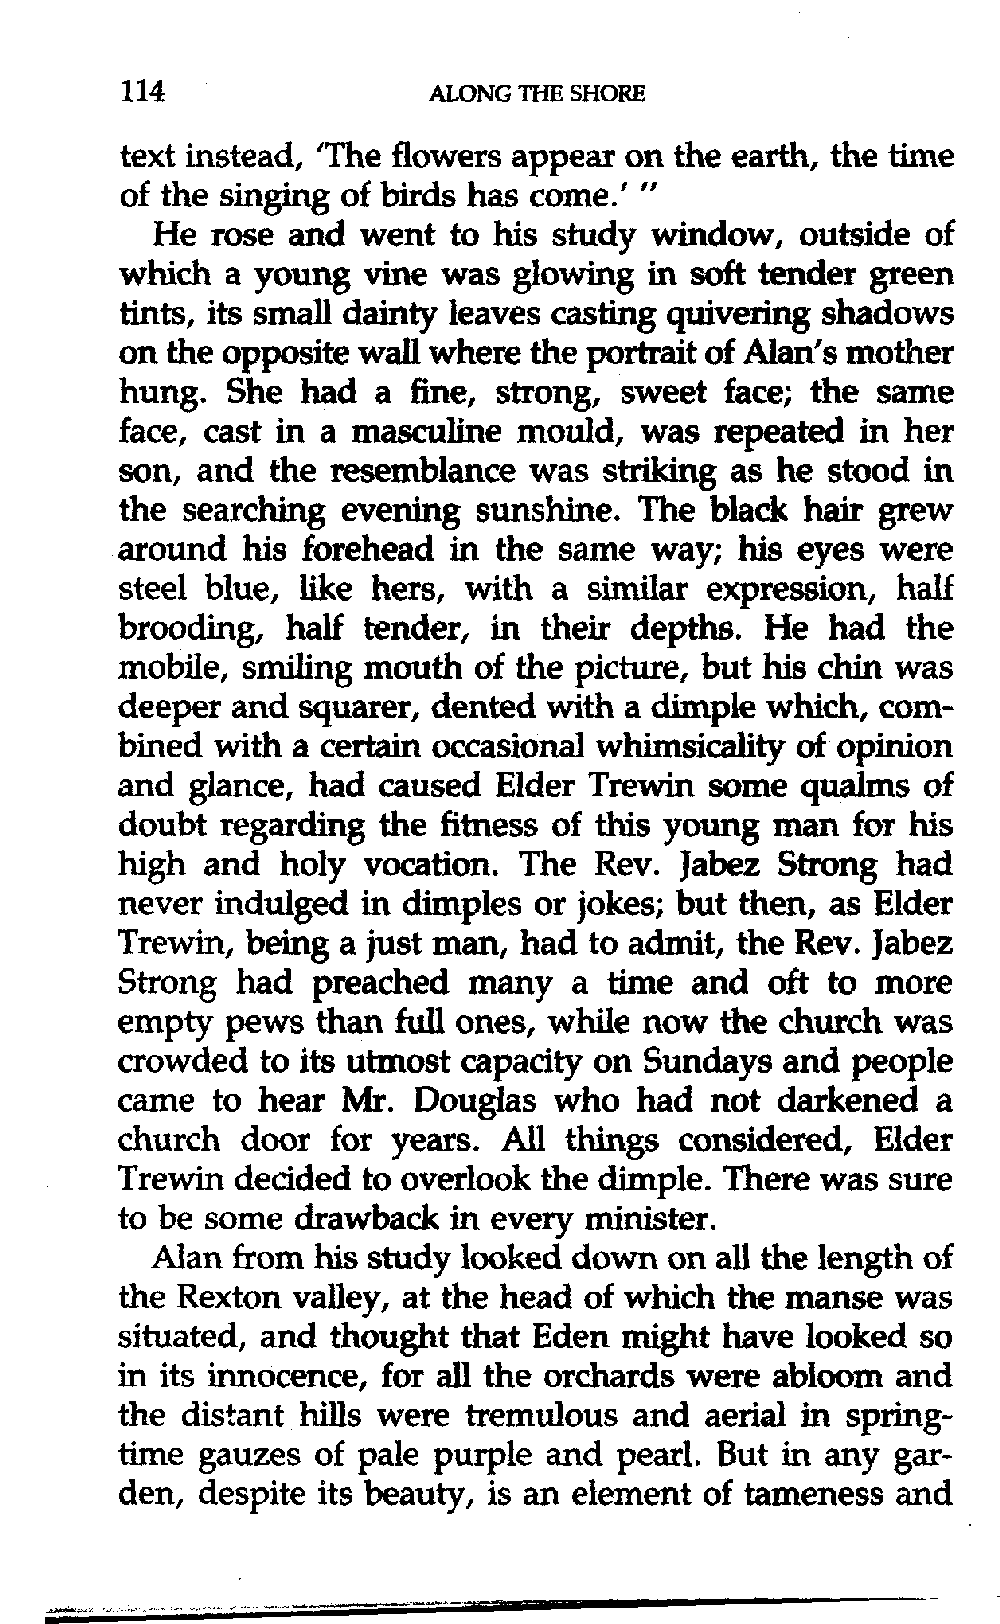 114 ALONG THE SHORE
text instead, 'The flowers appear on the earth, the time
of the singing of birds has come.' "
He rose and went to his study window, outside of
which a young vine was glowing in soft tender green
tints, its small dainty leaves casting quivering shadows
on the opposite wall where the portrait of Alan's mother
hung. She had a fine, strong, sweet face; the same
face, cast in a masculine mould, was repeated in her
son, and the resemblance was striking as he stood in
the searching evening sunshine. The black hair grew
around his forehead in the same way; his eyes were
steel blue, like hers, with a similar expression, half
brooding, half tender, in their depths. He had the
mobile, smiling mouth of the picture, but his chin was
deeper and squarer, dented with a dimple which, com-
bined with a certain occasional whimsicality of opinion
and glance, had caused Elder Trewin some qualms of
doubt regarding the fitness of this young man for his
high and holy vocation. The Rev. Jabez Strong had
never indulged in dimples or jokes; but then, as Elder
Trewin, being a just man, had to admit, the Rev. Jabez
Strong had preached many a time and oft to more
empty pews than full ones, while now the church was
crowded to its utmost capacity on Sundays and people
came to hear Mr. Douglas who had not darkened a
church door for years. All things considered, Elder
Trewin decided to overlook the dimple. There was sure
to be some drawback in every minister.
Alan from his study looked down on all the length of
the Rexton valley, at the head of which the manse was
situated, and thought that Eden might have looked so
in its innocence, for all the orchards were abloom and
the distant hills were tremulous and aerial in spring-
time gauzes of pale purple and pearl. But in any gar-
den, despite its beauty, is an element of tameness and